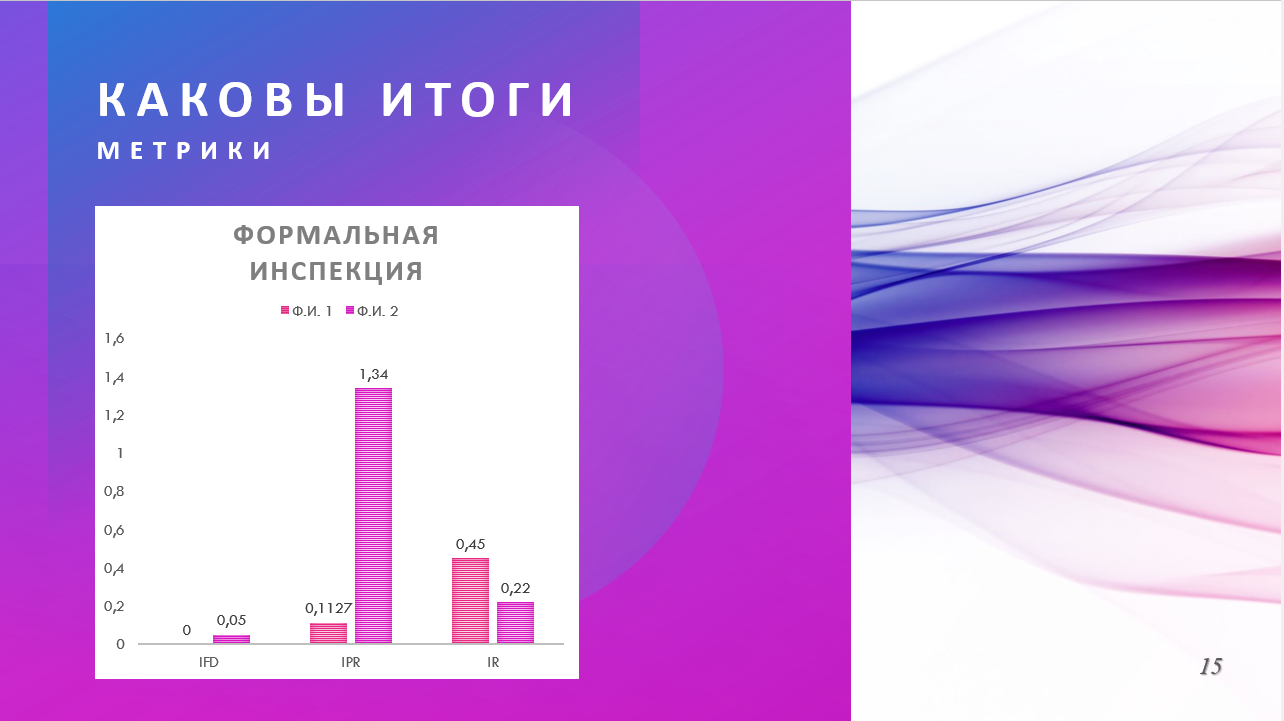 КАКОВЫ ИТОГИ
МЕТРИКИ
ФОРМАЛЬНАЯ
ИНСПЕКЦИЯ
Ф.И. 1 Ф.И. 2
1,6
1,4
1,2
1
0,8
0,6
0,4
0,2
0
0 0,05
0,1127 1,34
0,45 0,22
IFD IPR IR
15